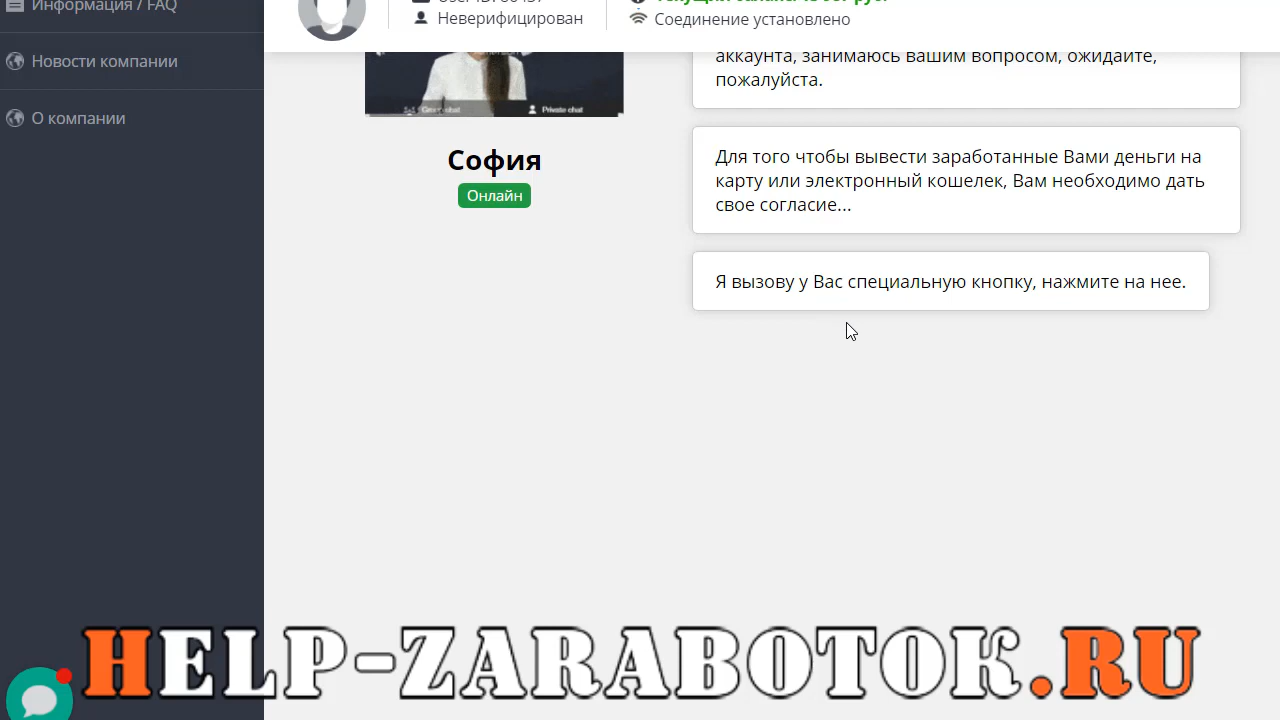 Информация / FAQ
Новости компании
О компании
Неверифицирован
Соединение установлено
Private chat
София
Онлайн
аккаунта, занимаюсь вашим вопросом, ожидайте,
пожалуйста.
Для того чтобы вывести заработанные Вами деньги на
карту или электронный кошелек, Вам необходимо дать
свое согласие...
Я вызову у Вас специальную кнопку, нажмите на нее.
HELP-ZARABOTOK.RU